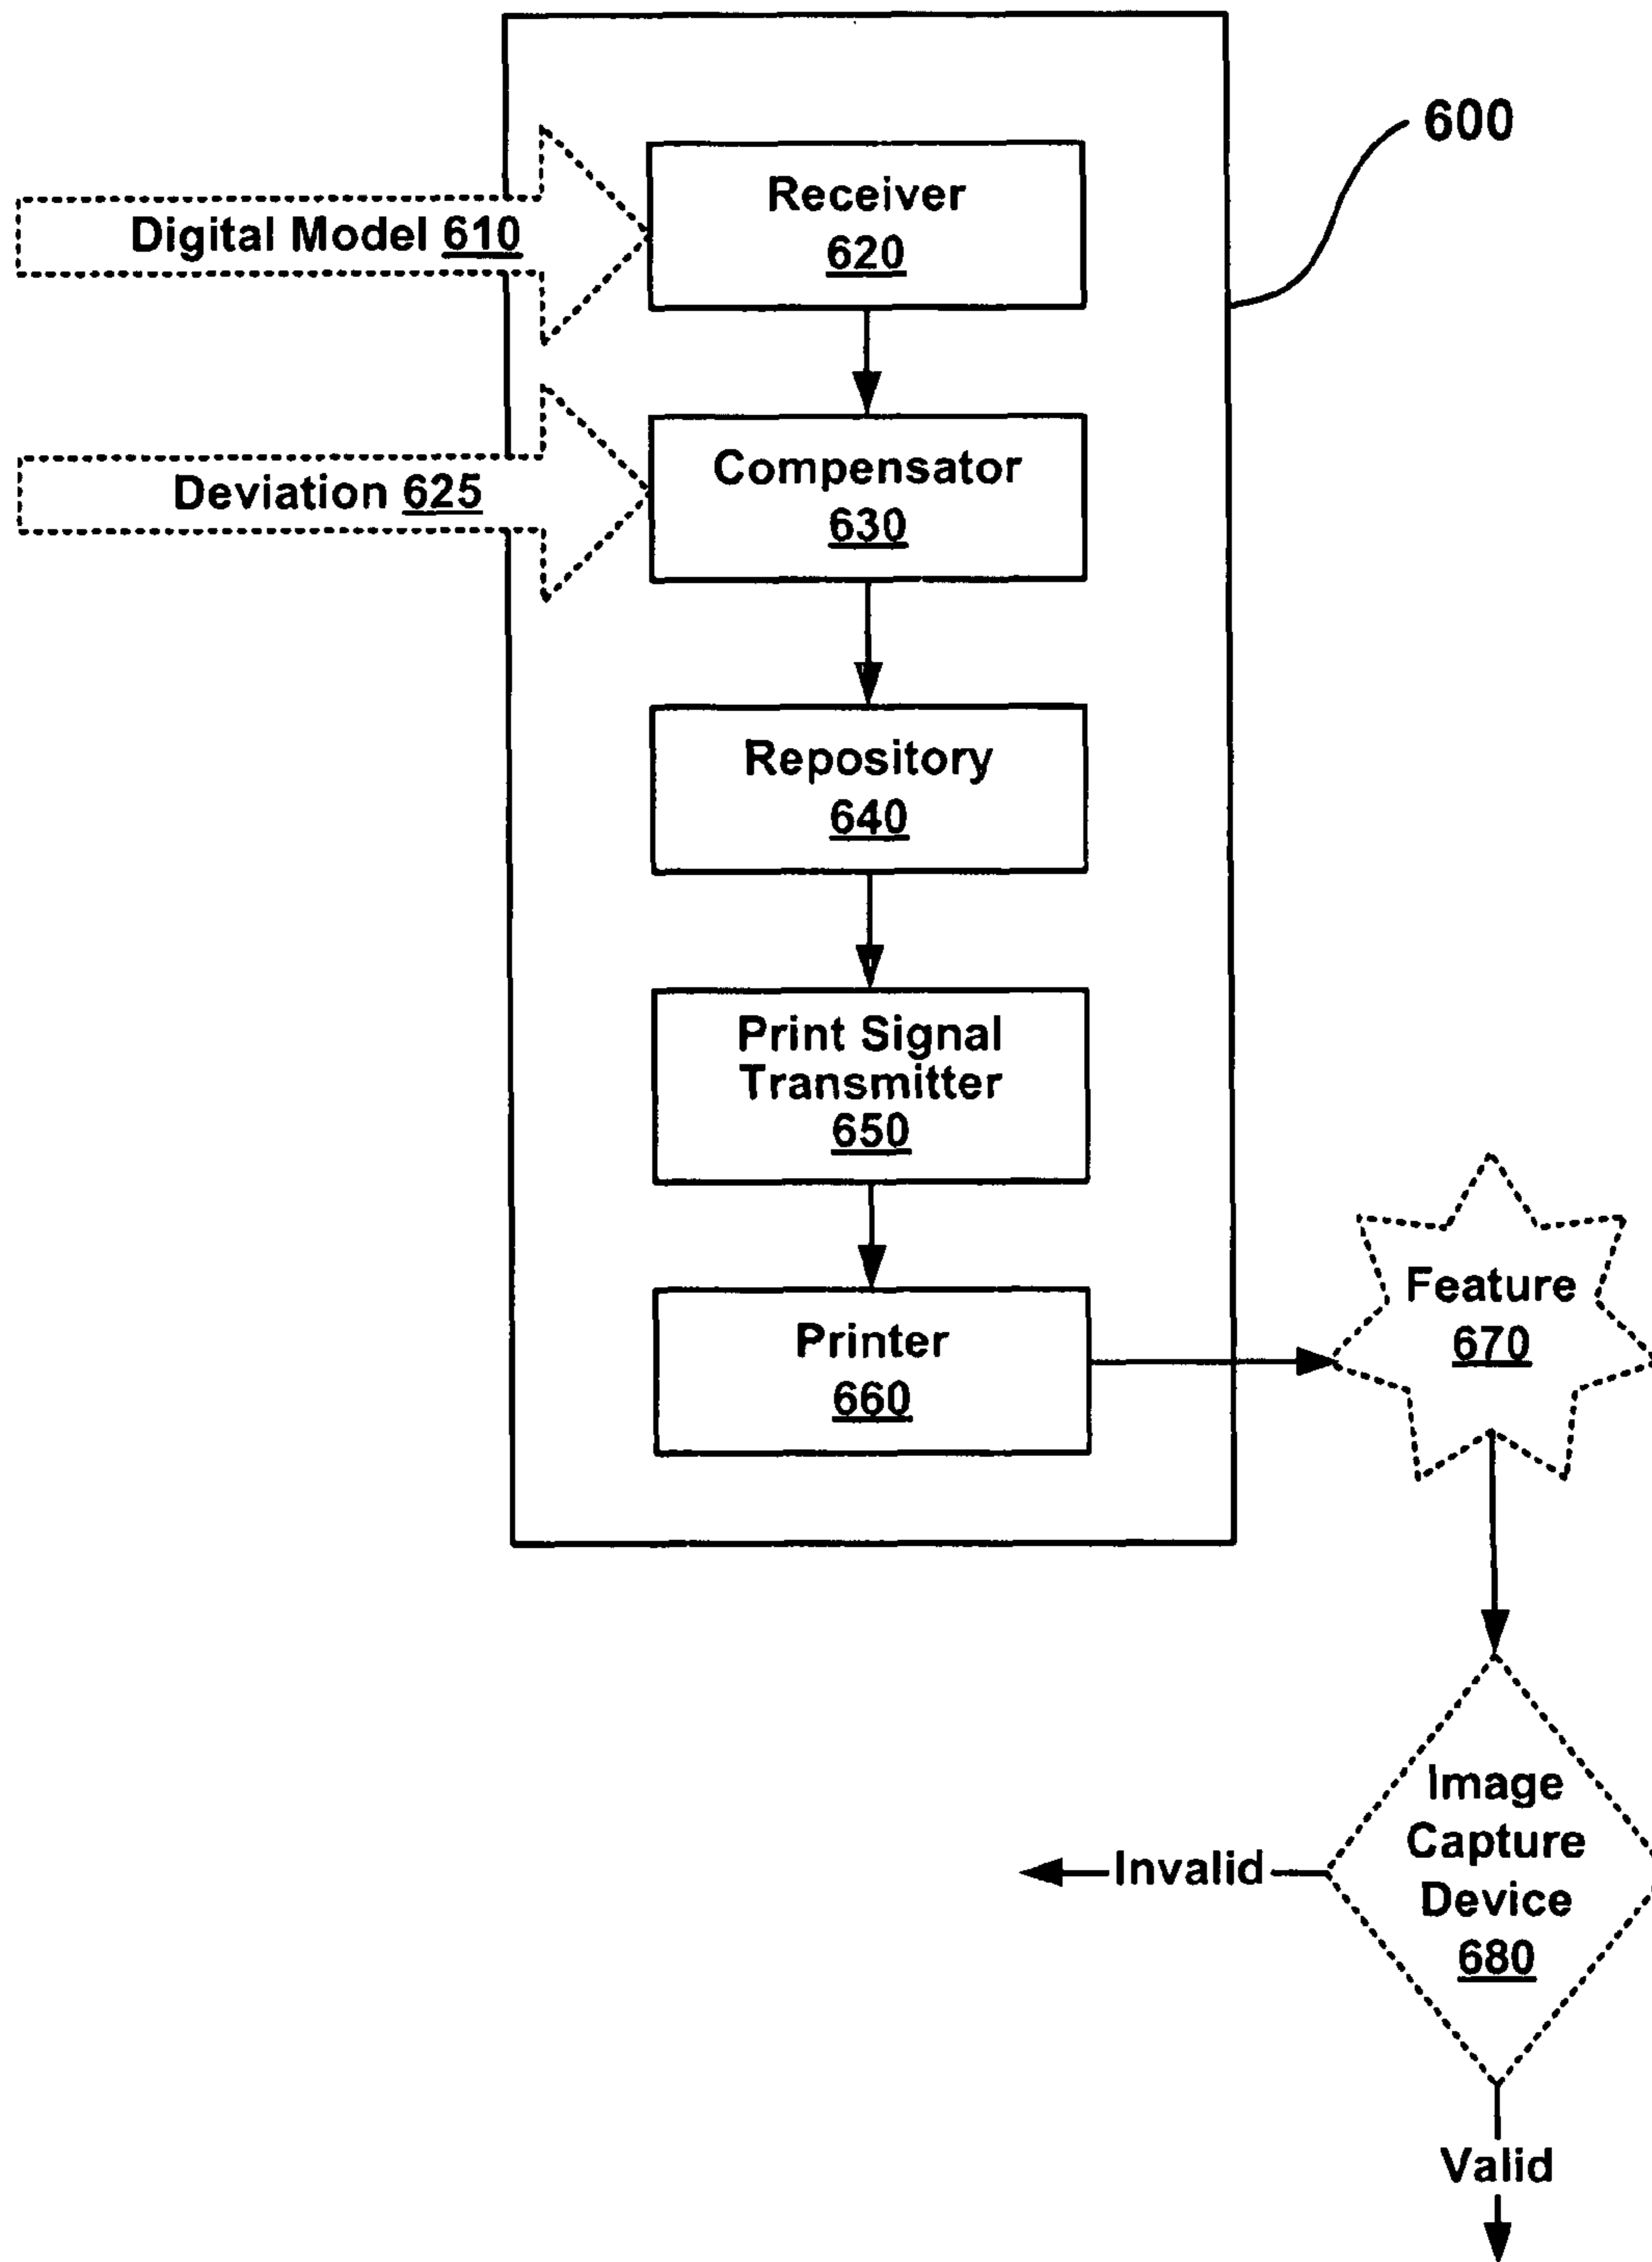 600
Receiver
620
Digital Model 610
Compensator
630
Deviation 625
Repository
640
Print Signal
Transmitter
650
Printer
660
Feature
670
Image
Capture
Device
680
Invalid
Valid